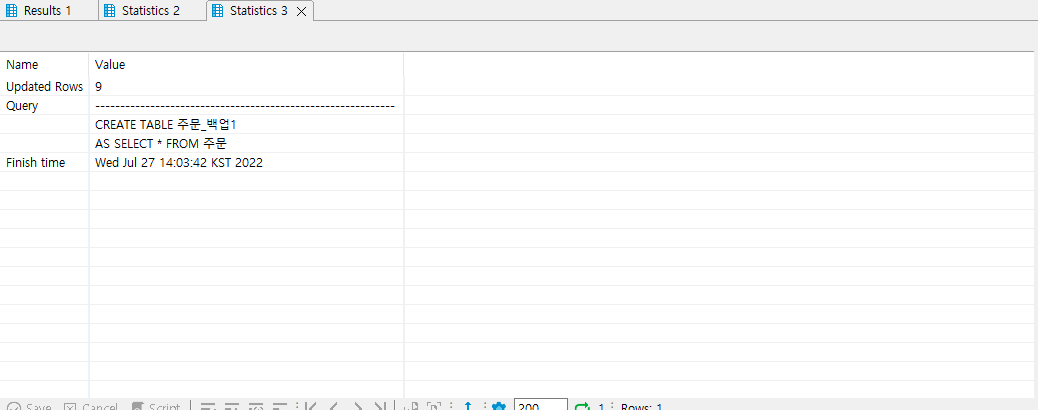 Results 1 Statistics 2 Statistics 3
Name Value
Updated Rows 9
Query ------------------------------------------------------------
CREATE TABLE 주문_백업1
AS SELECT * FROM 주문
Finish time Wed Jul 27 14:03:42 KST 2022
Save Cancel Script 200 1 Rows: 1